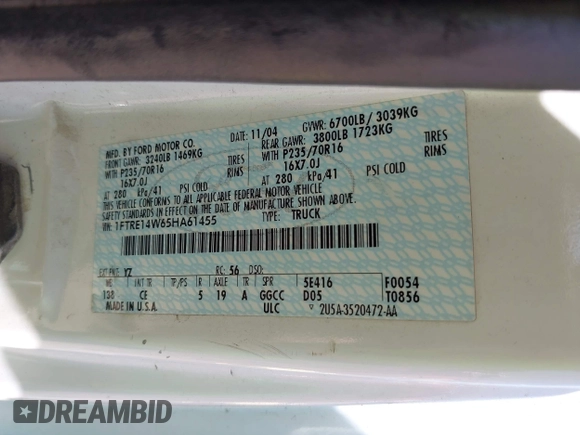 MFD. BY FORD MOTOR CO. 11/04 GVWR: 6700LB / 3039KG
FRONT GAWR: 3240LB 1469KG REAR GAWR: 3800LB 1723KG
WITH P235/70R16 TIRES WITH P235/70R16 TIRES
16X7.0J RIMS 16X7.0J RIMS
AT 280 kPa/41 PSI COLD AT 280 kPa/41 PSI COLD
THIS VEHICLE CONFORMS TO ALL APPLICABLE FEDERAL MOTOR VEHICLE
SAFETY STANDARDS IN EFFECT ON THE DATE OF MANUFACTURE SHOWN ABOVE.
VIN: 1FTRE14W65HA61455 TYPE: TRUCK
EXT PNT: YZ RC: 56 DSO:
WB INT TR TP/PS R AXLE TR SPR 5E416 F0054
138 CE 5 19 A GGCC D05 T0856
MADE IN U.S.A. ULC 2U5A-3520472-AA
DREAMBID